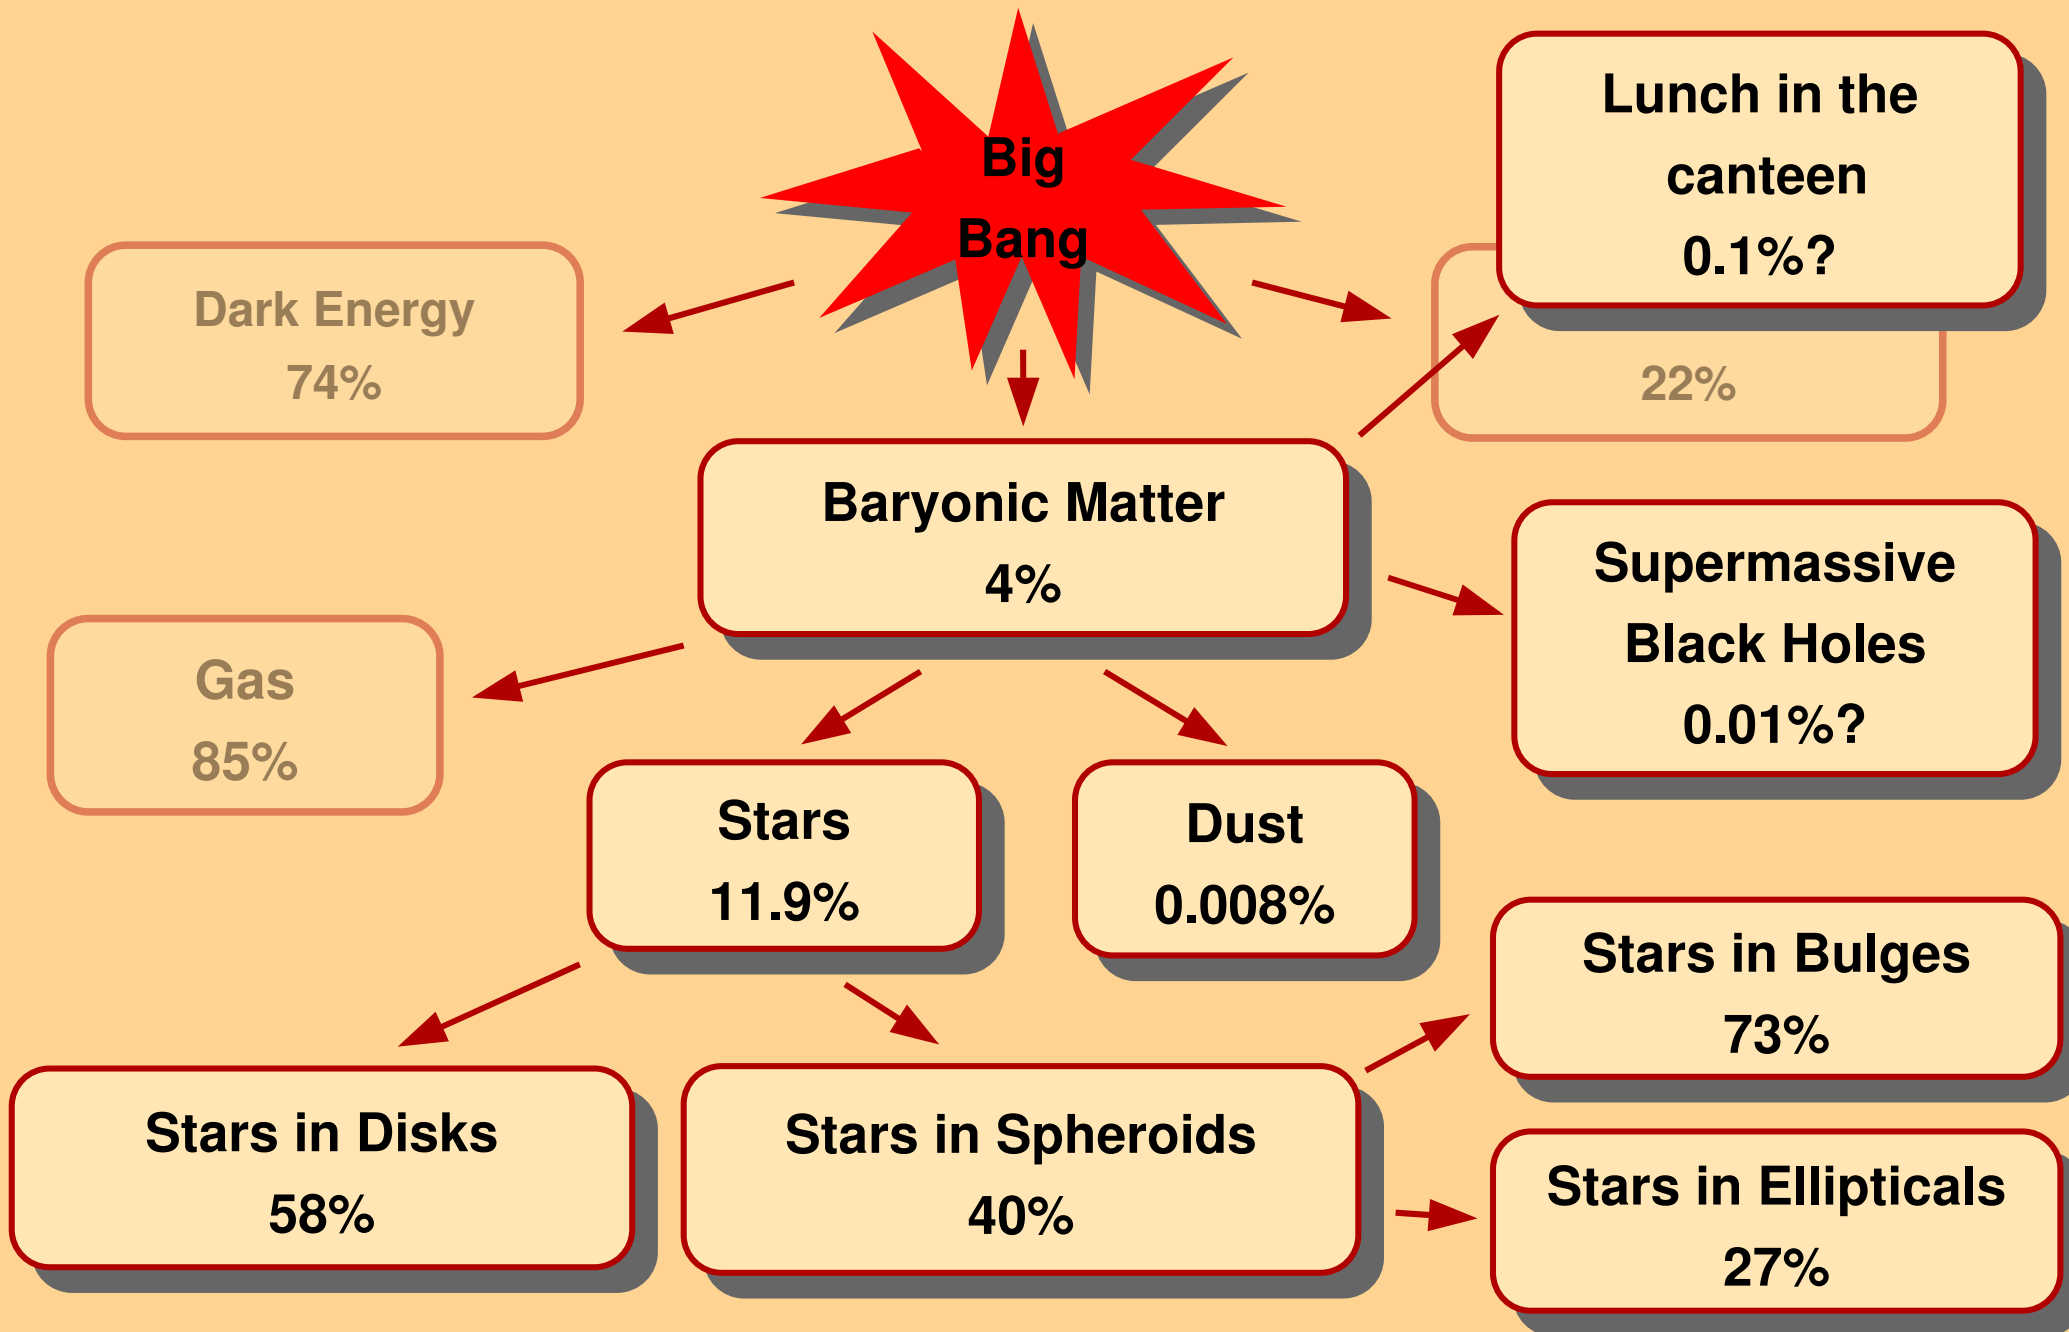 Big
Bang
Lunch in the
canteen
0.1%?
Dark Energy
74%
22%
Baryonic Matter
4%
Supermassive
Black Holes
0.01%?
Gas
85%
Stars
11.9%
Dust
0.008%
Stars in Bulges
73%
Stars in Disks
58%
Stars in Spheroids
40%
Stars in Ellipticals
27%